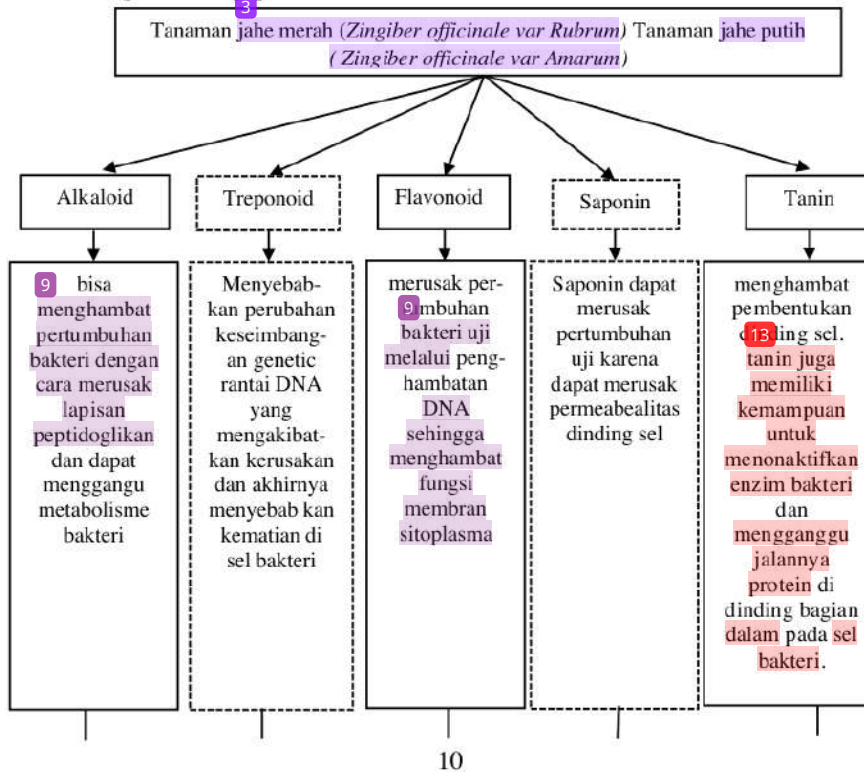 3
Tanaman jahe merah (Zingiber officinale var Rubrum) Tanaman jahe putih
( Zingiber officinale var Amarum)
Alkaloid
Treponoid
Flavonoid
Saponin
Tanin
9 bisa
menghambat
pertumbuhan
bakteri dengan
cara merusak
lapisan
peptidoglikan
dan dapat
menggangu
metabolisme
bakteri
Menyebab-
kan perubahan
keseimbang-
an genetic
rantai DNA
yang
mengakibat-
kan kerusakan
dan akhirnya
menyebab kan
kematian di
sel bakteri
merusak per-
9 mbuhan
bakteri uji
melalui peng-
hambatan
DNA
sehingga
menghambat
fungsi
membran
sitoplasma
Saponin dapat
merusak
pertumbuhan
uji karena
dapat merusak
permeabealitas
dinding sel
menghambat
pembentukan
dinding sel.
13
tanin juga
memiliki
kemampuan
untuk
menonaktifkan
enzim bakteri
dan
mengganggu
jalannya
protein di
dinding bagian
dalam pada sel
bakteri.
10